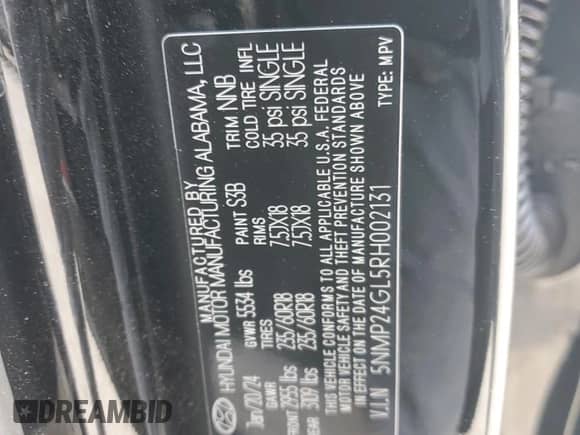 MANUFACTURED BY
HYUNDAI MOTOR MANUFACTURING ALABAMA, LLC
Jan/20/24 PAINT S3B TRIM NNB
GVWR 5534 lbs
GAWR TIRES RIMS COLD TIRE INFL
FRONT 2955 lbs 235/60R18 7.5JX18 35 psi SINGLE
REAR 3109 lbs 235/60R18 7.5JX18 35 psi SINGLE
THIS VEHICLE CONFORMS TO ALL APPLICABLE U.S.A. FEDERAL
MOTOR VEHICLE SAFETY AND THEFT PREVENTION STANDARDS
IN EFFECT ON THE DATE OF MANUFACTURE SHOWN ABOVE
V.I.N 5NMP24GL5RH002131 TYPE: MPV
DREAMBID